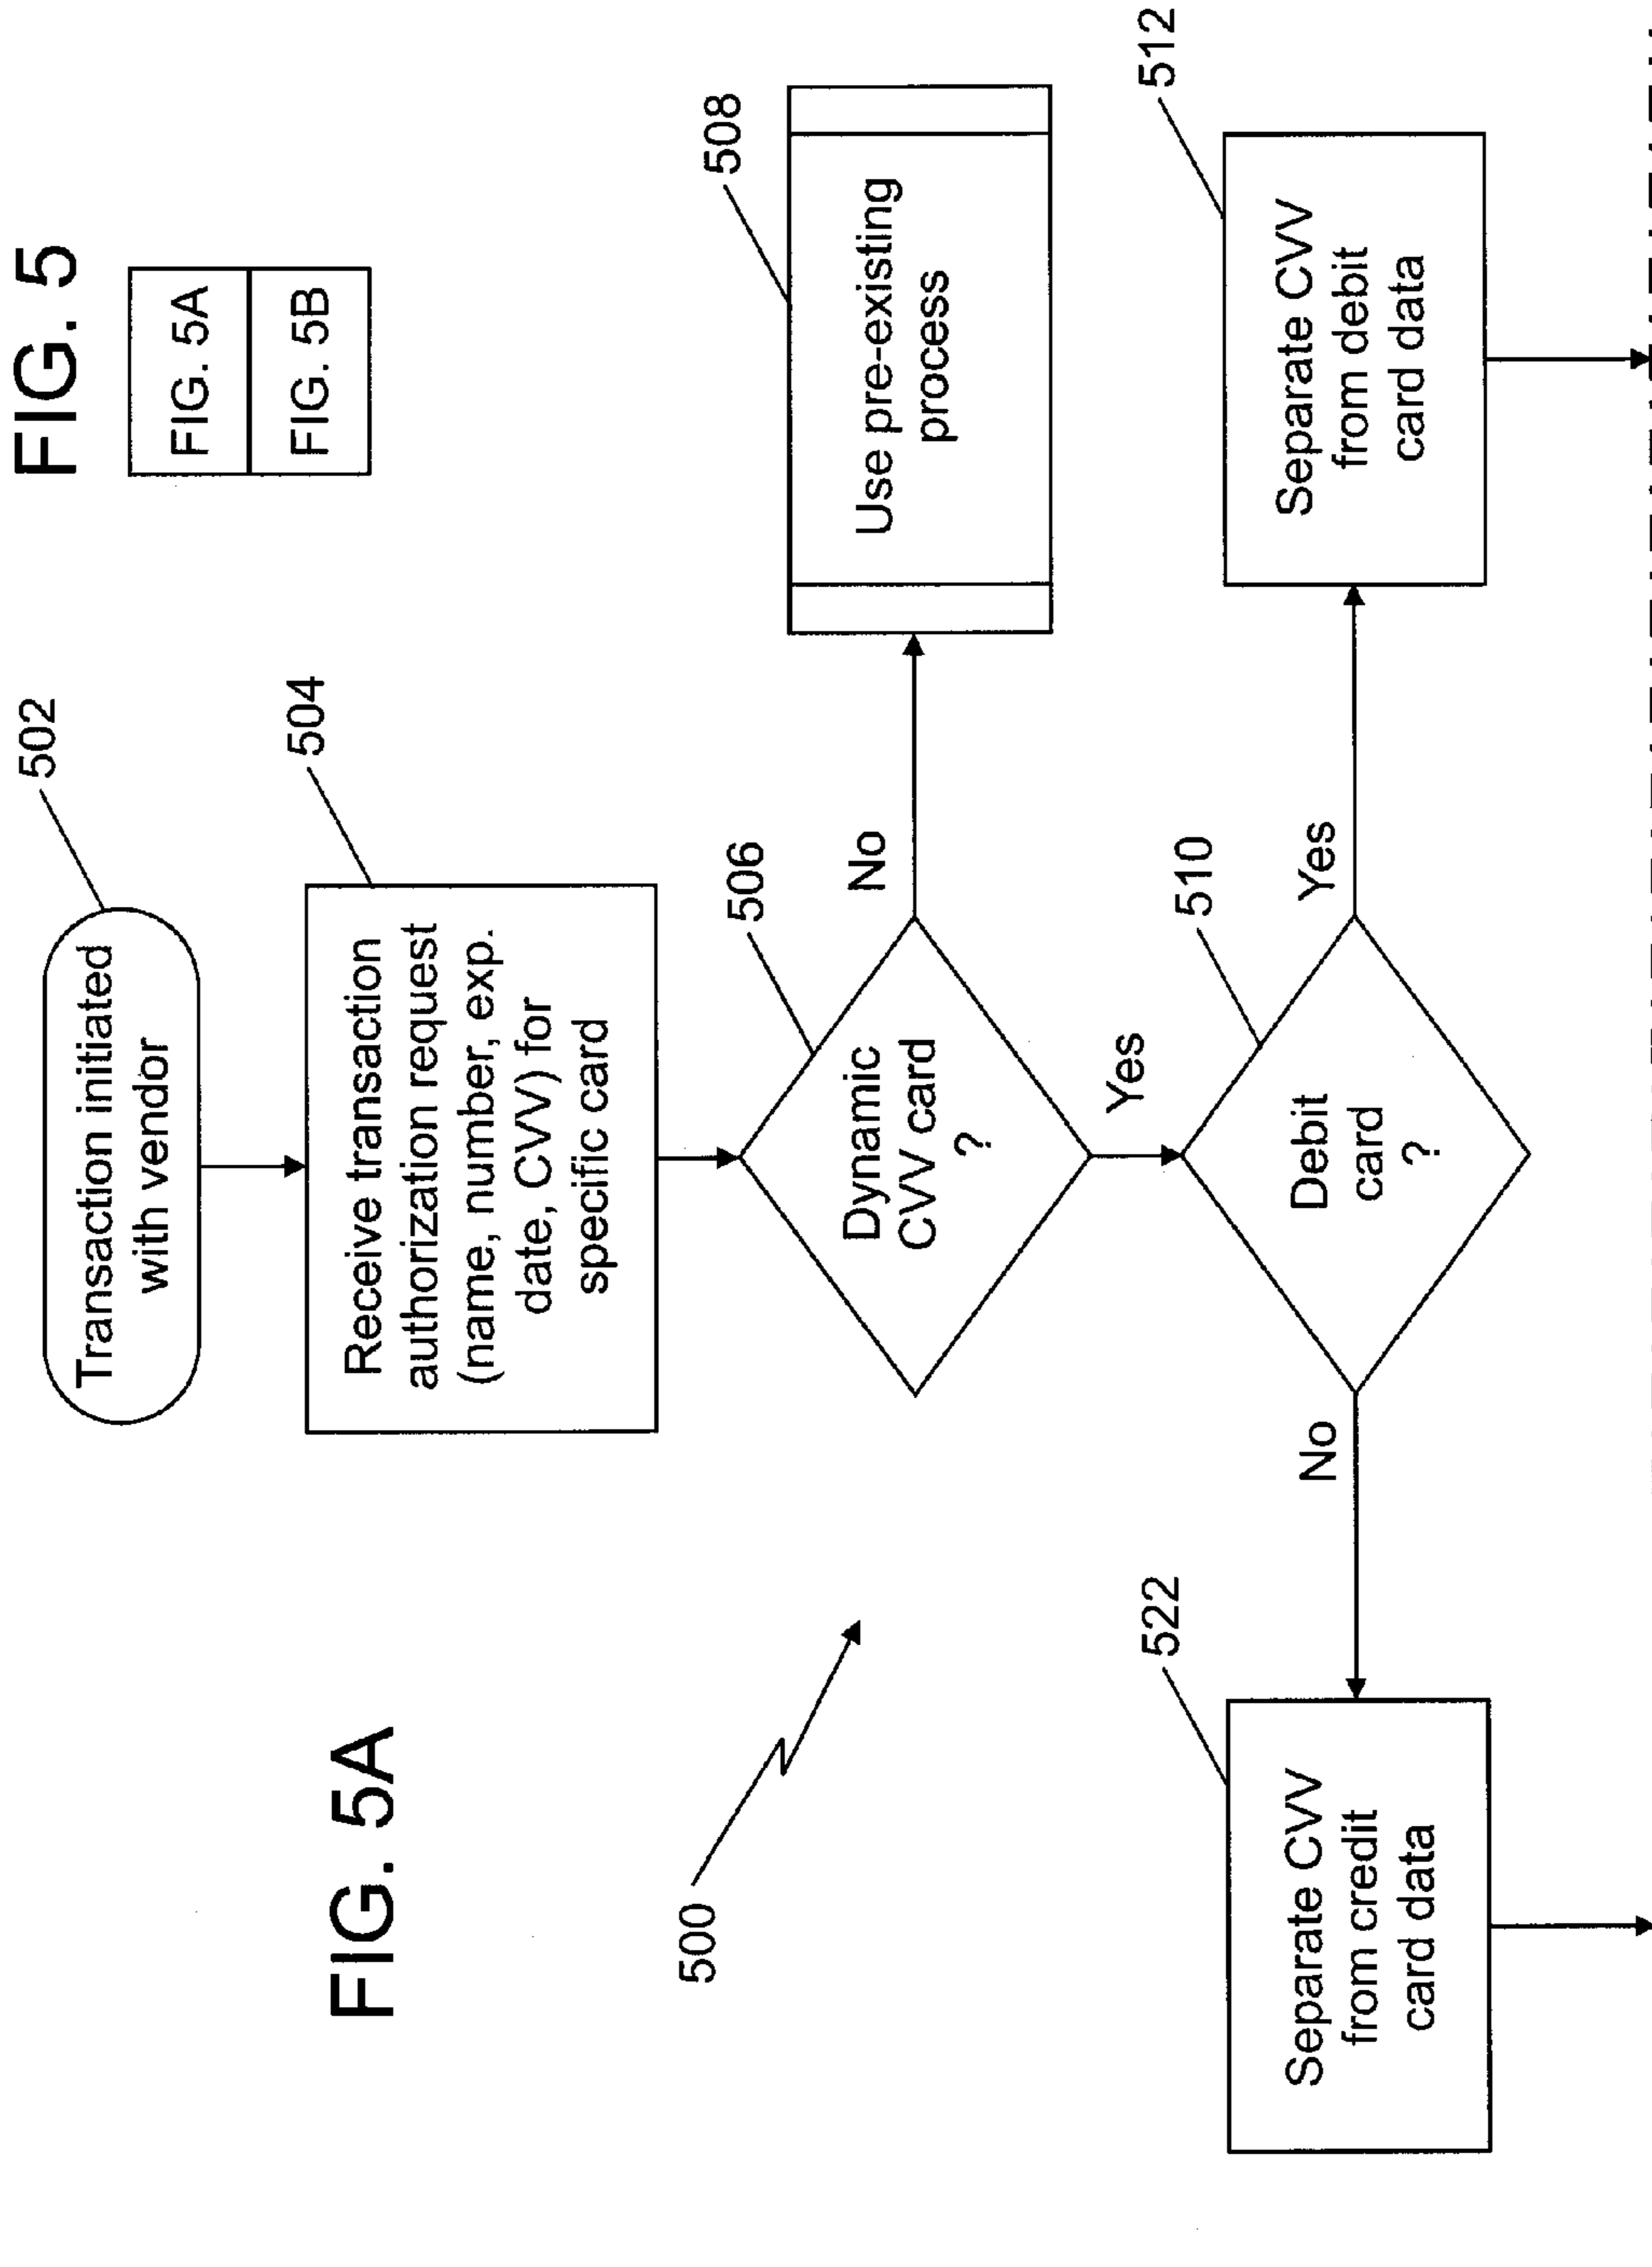 FIG. 5
FIG. 5A
FIG. 5B
FIG. 5A
500
502
Transaction initiated
with vendor
504
Receive transaction
authorization request
(name, number, exp.
date, CVV) for
specific card
506
Dynamic
CVV card
?
No
508
Use pre-existing
process
Yes
510
Debit
card
?
Yes
512
Separate CVV
from debit
card data
No
522
Separate CVV
from credit
card data